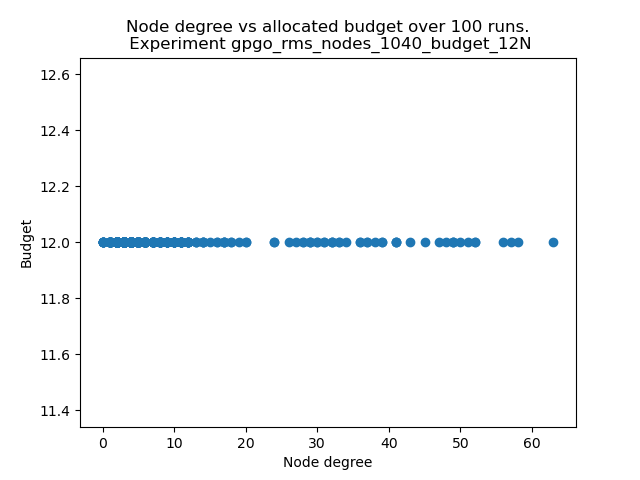 Node degree vs allocated budget over 100 runs.
Experiment gpgo_rms_nodes_1040_budget_12N
12.6
12.4
12.2
12.0
11.8
11.6
11.4
Budget
0 10 20 30 40 50 60
Node degree